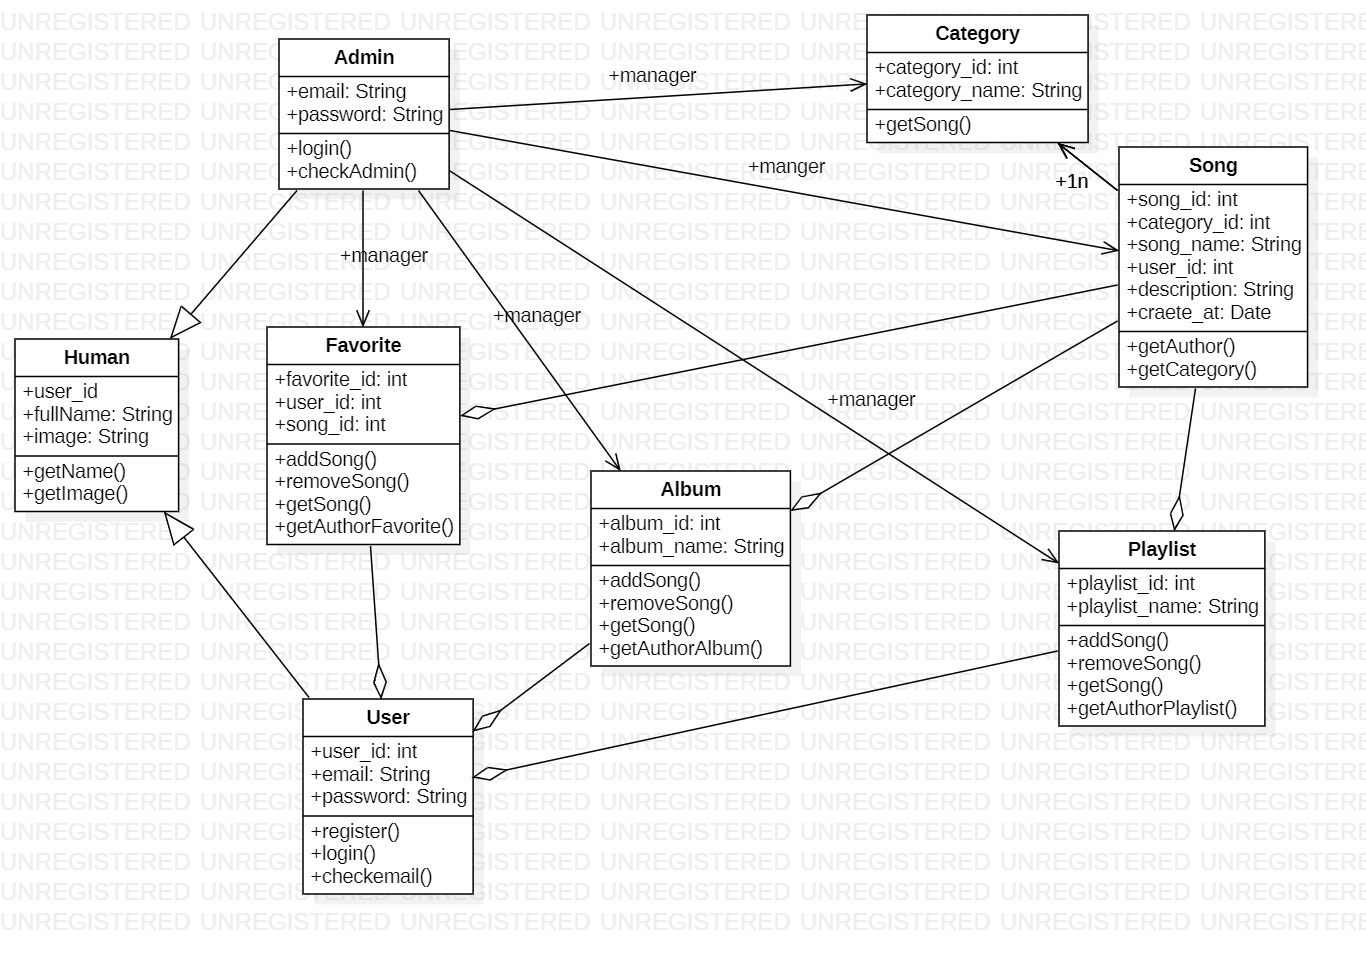 Admin
+email: String
+password: String
+login()
+checkAdmin()
Category
+category_id: int
+category_name: String
+getSong()
Song
+song_id: int
+category_id: int
+song_name: String
+user_id: int
+description: String
+craete_at: Date
+getAuthor()
+getCategory()
+manager
+manger
+1n
+manager
+manager
+manager
Human
+user_id
+fullName: String
+image: String
+getName()
+getImage()
Favorite
+favorite_id: int
+user_id: int
+song_id: int
+addSong()
+removeSong()
+getSong()
+getAuthorFavorite()
Album
+album_id: int
+album_name: String
+addSong()
+removeSong()
+getSong()
+getAuthorAlbum()
Playlist
+playlist_id: int
+playlist_name: String
+addSong()
+removeSong()
+getSong()
+getAuthorPlaylist()
User
+user_id: int
+email: String
+password: String
+register()
+login()
+checkemail()
UNREGISTERED UNREGISTERED UNREGISTERED UNREGISTERED UNREGISTERED UNREGISTERED UNREGISTERED